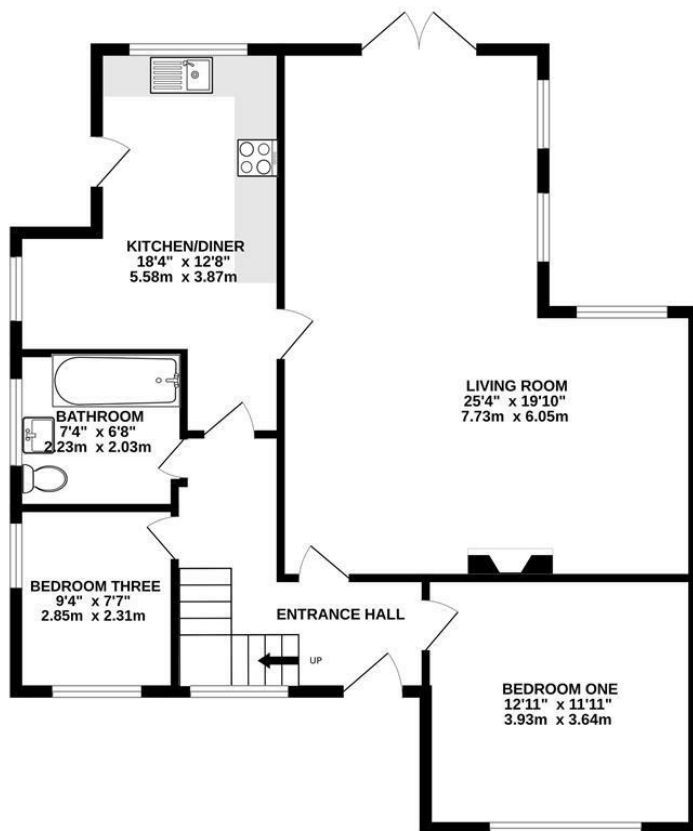 KITCHEN/DINER
18'4" x 12'8"
5.58m x 3.87m
LIVING ROOM
25'4" x 19'10"
7.73m x 6.05m
BATHROOM
7'4" x 6'8"
2.23m x 2.03m
BEDROOM THREE
9'4" x 7'7"
2.85m x 2.31m
ENTRANCE HALL
UP
BEDROOM ONE
12'11" x 11'11"
3.93m x 3.64m